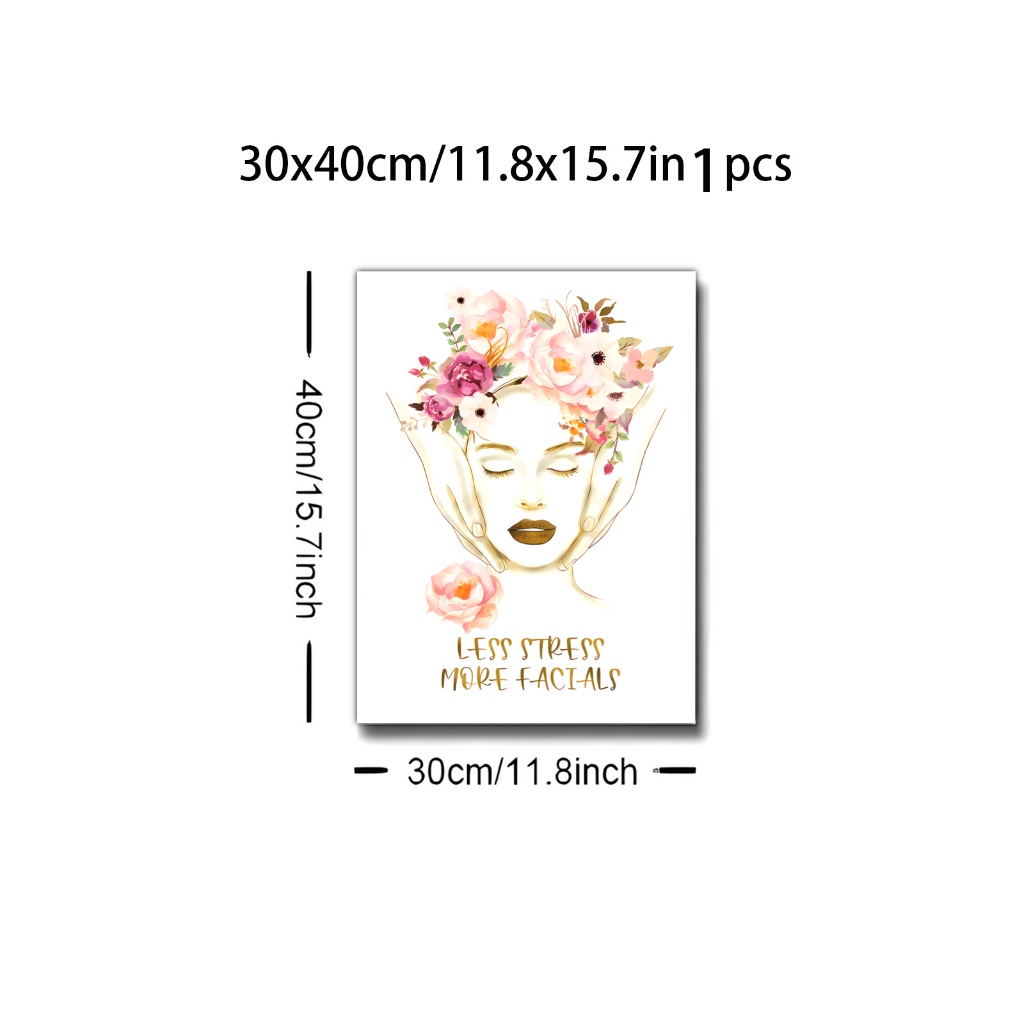 30x40cm/11.8x15.7in 1 pcs
40cm/15.7inch
LESS STRESS
MORE FACIALS
30cm/11.8inch